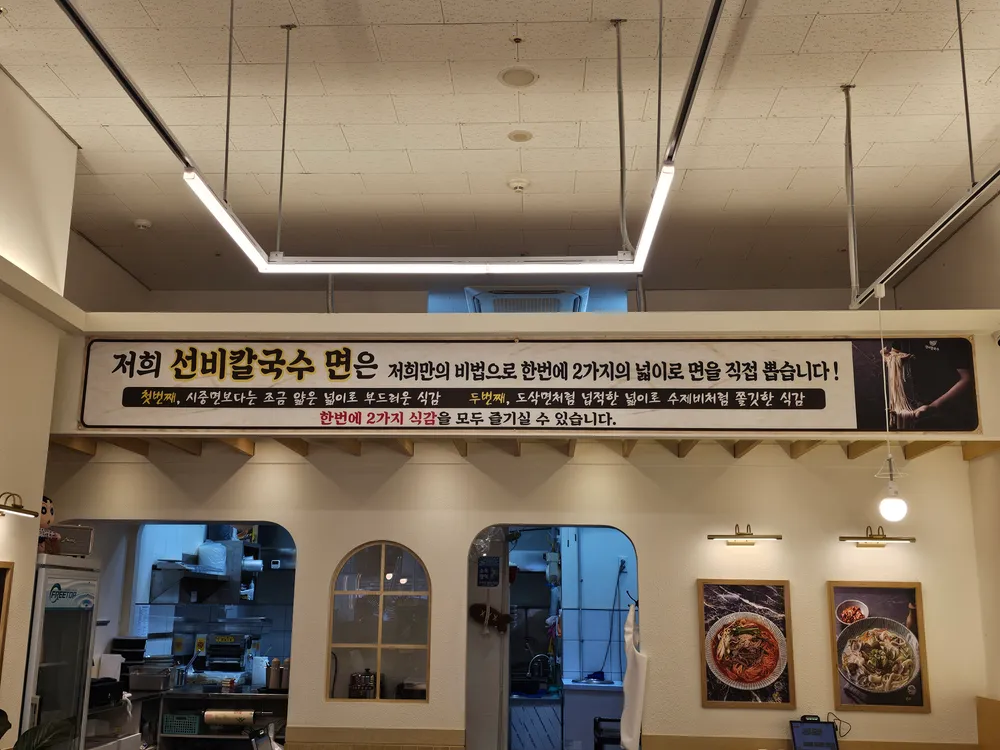 저희 선비칼국수 면은 저희만의 비법으로 한번에 2가지의 넓이로 면을 직접 뽑습니다!
첫번째, 시중면보다는 조금 얇은 넓이로 부드러운 식감 두번째, 도삭면처럼 넙적한 넓이로 수제비처럼 쫄깃한 식감
한번에 2가지 식감을 모두 즐기실 수 있습니다.
FREETOP